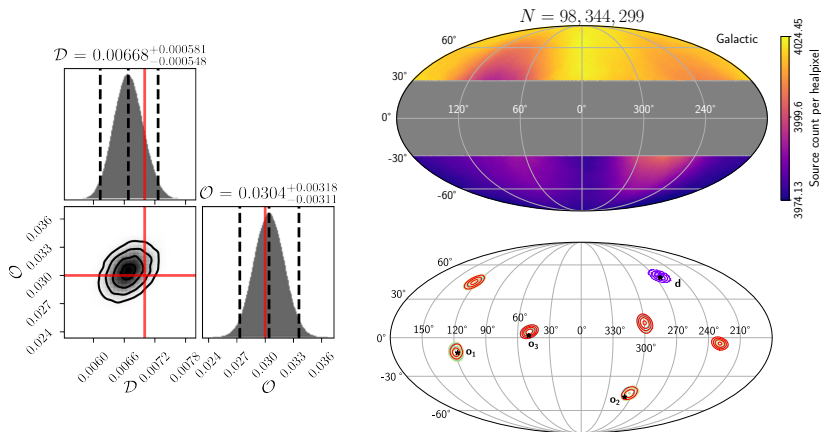 N = 98,344,299
Galactic
60° 30° 0° -30° -60°
120° 60° 0° 300° 240°
4024.45
3999.6
3974.13
Source count per healpixel
D = 0.00668 +0.000581 -0.000548
O = 0.0304 +0.00318 -0.00311
O
0.036
0.033
0.030
0.027
0.024
0.0060 0.0066 0.0072 0.0078
D
0.024 0.027 0.030 0.033 0.036
O
60° 30° 0° -30° -60°
150° 120° 90° 60° 30° 0° 330° 300° 270° 240° 210°
d
o1
o3
o2